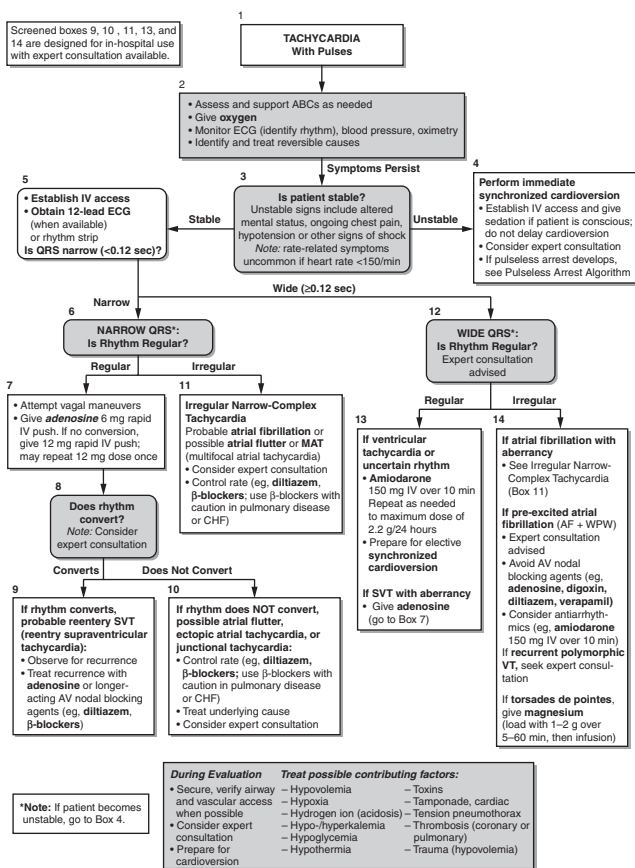 Screened boxes 9, 10 , 11, 13, and
14 are designed for in-hospital use
with expert consultation available.
1
TACHYCARDIA
With Pulses
2
• Assess and support ABCs as needed
• Give oxygen
• Monitor ECG (identify rhythm), blood pressure, oximetry
• Identify and treat reversible causes
Symptoms Persist
3
Is patient stable?
Unstable signs include altered
mental status, ongoing chest pain,
hypotension or other signs of shock
Note: rate-related symptoms
uncommon if heart rate <150/min
Stable
Unstable
4
Perform immediate
synchronized cardioversion
• Establish IV access and give
sedation if patient is conscious;
do not delay cardioversion
• Consider expert consultation
• If pulseless arrest develops,
see Pulseless Arrest Algorithm
5
• Establish IV access
• Obtain 12-lead ECG
(when available)
or rhythm strip
Is QRS narrow (<0.12 sec)?
Narrow
Wide (≥0.12 sec)
6
NARROW QRS*:
Is Rhythm Regular?
Regular
Irregular
7
• Attempt vagal maneuvers
• Give adenosine 6 mg rapid
IV push. If no conversion,
give 12 mg rapid IV push;
may repeat 12 mg dose once
8
Does rhythm
convert?
Note: Consider
expert consultation
Converts
Does Not Convert
9
If rhythm converts,
probable reentry SVT
(reentry supraventricular
tachycardia):
• Observe for recurrence
• Treat recurrence with
adenosine or longer-
acting AV nodal blocking
agents (eg, diltiazem,
β-blockers)
10
If rhythm does NOT convert,
possible atrial flutter,
ectopic atrial tachycardia, or
junctional tachycardia:
• Control rate (eg, diltiazem,
β-blockers; use β-blockers with
caution in pulmonary disease
or CHF)
• Treat underlying cause
• Consider expert consultation
11
Irregular Narrow-Complex
Tachycardia
Probable atrial fibrillation or
possible atrial flutter or MAT
(multifocal atrial tachycardia)
• Consider expert consultation
• Control rate (eg, diltiazem,
β-blockers; use β-blockers with
caution in pulmonary disease
or CHF)
12
WIDE QRS*:
Is Rhythm Regular?
Expert consultation
advised
Regular
Irregular
13
If ventricular
tachycardia or
uncertain rhythm
• Amiodarone
150 mg IV over 10 min
Repeat as needed
to maximum dose of
2.2 g/24 hours
• Prepare for elective
synchronized
cardioversion
If SVT with aberrancy
• Give adenosine
(go to Box 7)
14
If atrial fibrillation with
aberrancy
• See Irregular Narrow-
Complex Tachycardia
(Box 11)
If pre-excited atrial
fibrillation (AF + WPW)
• Expert consultation
advised
• Avoid AV nodal
blocking agents (eg,
adenosine, digoxin,
diltiazem, verapamil)
• Consider antiarrhyth-
mics (eg, amiodarone
150 mg IV over 10 min)
If recurrent polymorphic
VT, seek expert consul-
tation
If torsades de pointes,
give magnesium
(load with 1–2 g over
5–60 min, then infusion)
*Note: If patient becomes
unstable, go to Box 4.
During Evaluation
• Secure, verify airway
and vascular access
when possible
• Consider expert
consultation
• Prepare for
cardioversion
Treat possible contributing factors:
– Hypovolemia
– Hypoxia
– Hydrogen ion (acidosis)
– Hypo-/hyperkalemia
– Hypoglycemia
– Hypothermia
– Toxins
– Tamponade, cardiac
– Tension pneumothorax
– Thrombosis (coronary or
pulmonary)
– Trauma (hypovolemia)